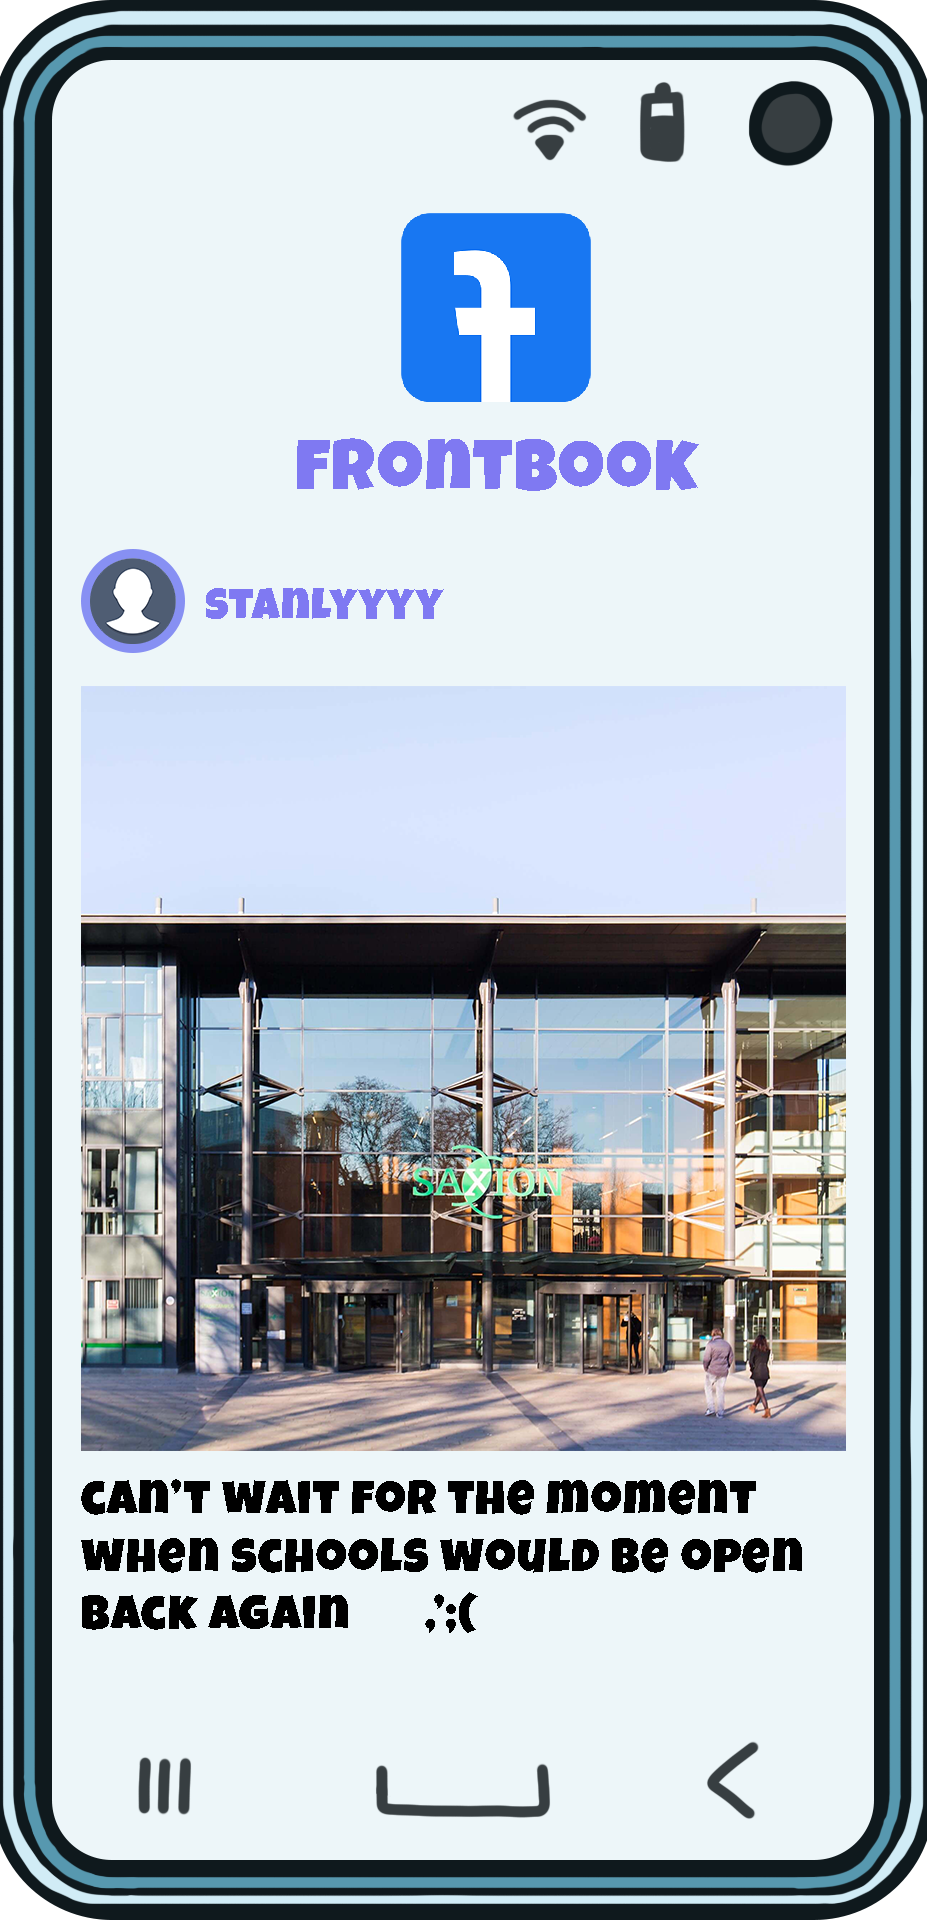 FRONTBOOK
STANLYYYY
SAXION
CAN'T WAIT FOR THE MOMENT
WHEN SCHOOLS WOULD BE OPEN
BACK AGAIN ,';(